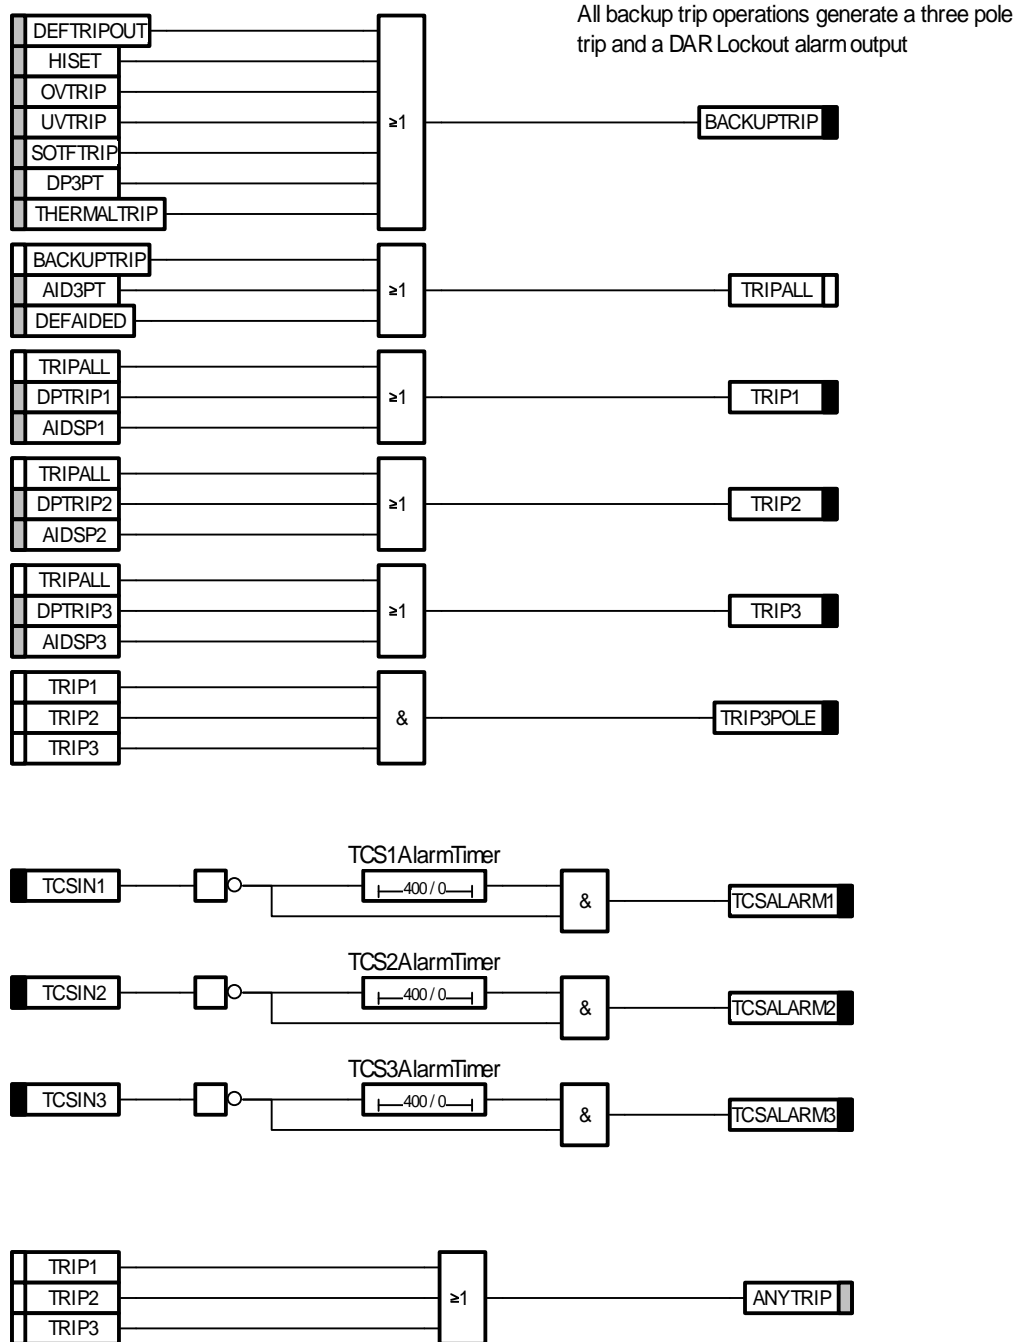 All backup trip operations generate a three pole
trip and a DAR Lockout alarm output
DEFTRIPOUT
HISET
OVTRIP
UVTRIP
SOTFTRIP
DP3PT
THERMALTRIP
≥1
BACKUPTRIP
BACKUPTRIP
AID3PT
DEFAIDED
≥1
TRIPALL
TRIPALL
DPTRIP1
AIDSP1
≥1
TRIP1
TRIPALL
DPTRIP2
AIDSP2
≥1
TRIP2
TRIPALL
DPTRIP3
AIDSP3
≥1
TRIP3
TRIP1
TRIP2
TRIP3
&
TRIP3POLE
TCS1AlarmTimer
TCSIN1
400 / 0
&
TCSALARM1
TCS2AlarmTimer
TCSIN2
400 / 0
&
TCSALARM2
TCS3AlarmTimer
TCSIN3
400 / 0
&
TCSALARM3
TRIP1
TRIP2
TRIP3
≥1
ANYTRIP